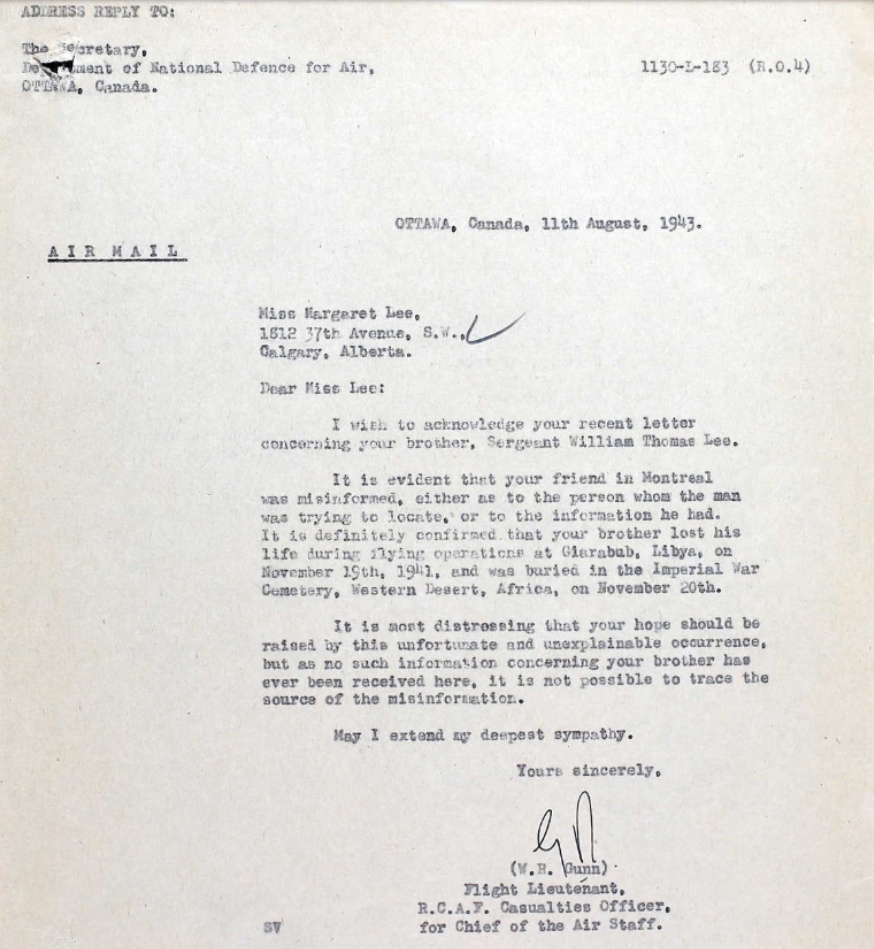 ADDRESS REPLY TO:
The Secretary,
Department of National Defence for Air,
OTTAWA, Canada.
1130-L-183 (R.O.4)
OTTAWA, Canada, 11th August, 1943.
AIR MAIL
Miss Margaret Lee,
1812 37th Avenue, S.W.,
Calgary, Alberta.
Dear Miss Lee:
I wish to acknowledge your recent letter
concerning your brother, Sergeant William Thomas Lee.
It is evident that your friend in Montreal
was misinformed, either as to the person whom the man
was trying to locate, or to the information he had.
It is definitely confirmed that your brother lost his
life during flying operations at Giarabub, Libya, on
November 19th, 1941, and was buried in the Imperial War
Cemetery, Western Desert, Africa, on November 20th.
It is most distressing that your hope should be
raised by this unfortunate and unexplainable occurrence,
but as no such information concerning your brother has
ever been received here, it is not possible to trace the
source of the misinformation.
May I extend my deepest sympathy.
Yours sincerely,
(W.R. Gunn)
Flight Lieutenant,
R.C.A.F. Casualties Officer,
for Chief of the Air Staff.
SV